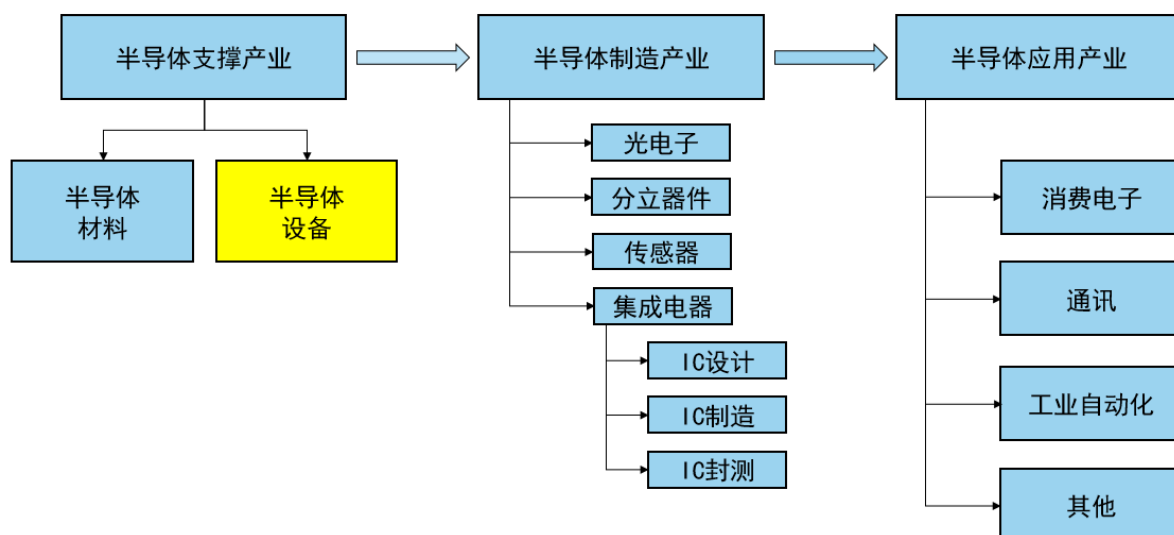 半导体支撑产业
半导体制造产业
半导体应用产业
半导体
材料
半导体
设备
光电子
分立器件
传感器
集成电器
IC设计
IC制造
IC封测
消费电子
通讯
工业自动化
其他